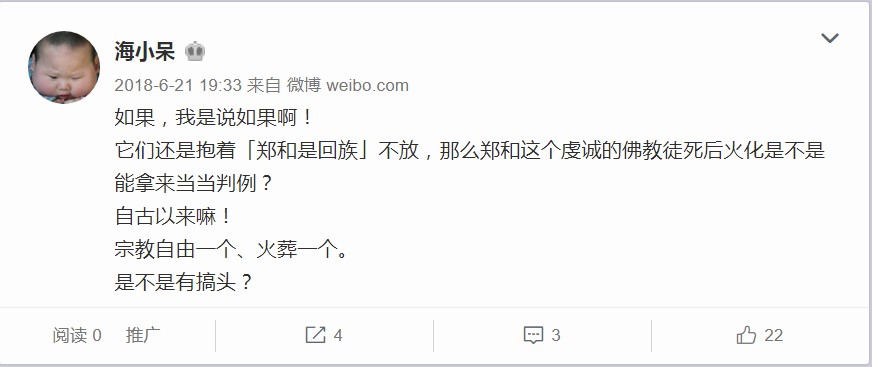 海小呆
2018-6-21 19:33 来自 微博 weibo.com
如果，我是说如果啊！
它们还是抱着「郑和是回族」不放，那么郑和这个虔诚的佛教徒死后火化是不是
能拿来当当判例？
自古以来嘛！
宗教自由一个、火葬一个。
是不是有搞头？
阅读 0 推广 4 3 22